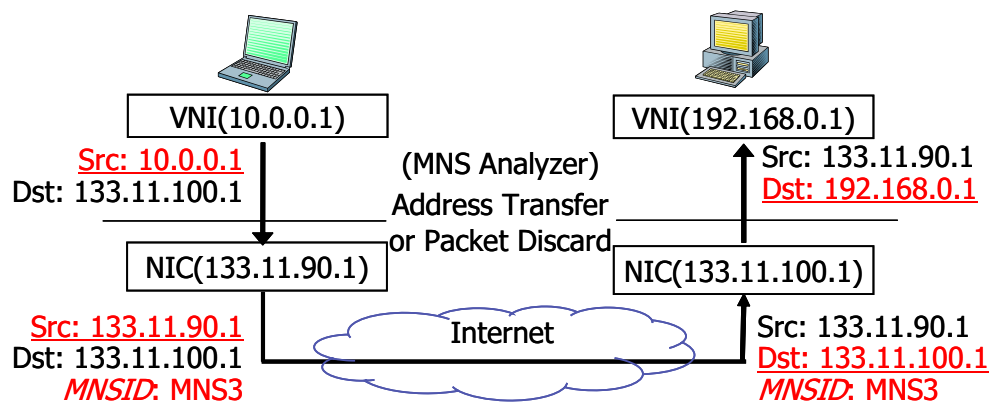 VNI(10.0.0.1)
Src: 10.0.0.1
Dst: 133.11.100.1
(MNS Analyzer)
Address Transfer
or Packet Discard
VNI(192.168.0.1)
Src: 133.11.90.1
Dst: 192.168.0.1
NIC(133.11.90.1)
NIC(133.11.100.1)
Src: 133.11.90.1
Dst: 133.11.100.1
MNSID: MNS3
Internet
Src: 133.11.90.1
Dst: 133.11.100.1
MNSID: MNS3